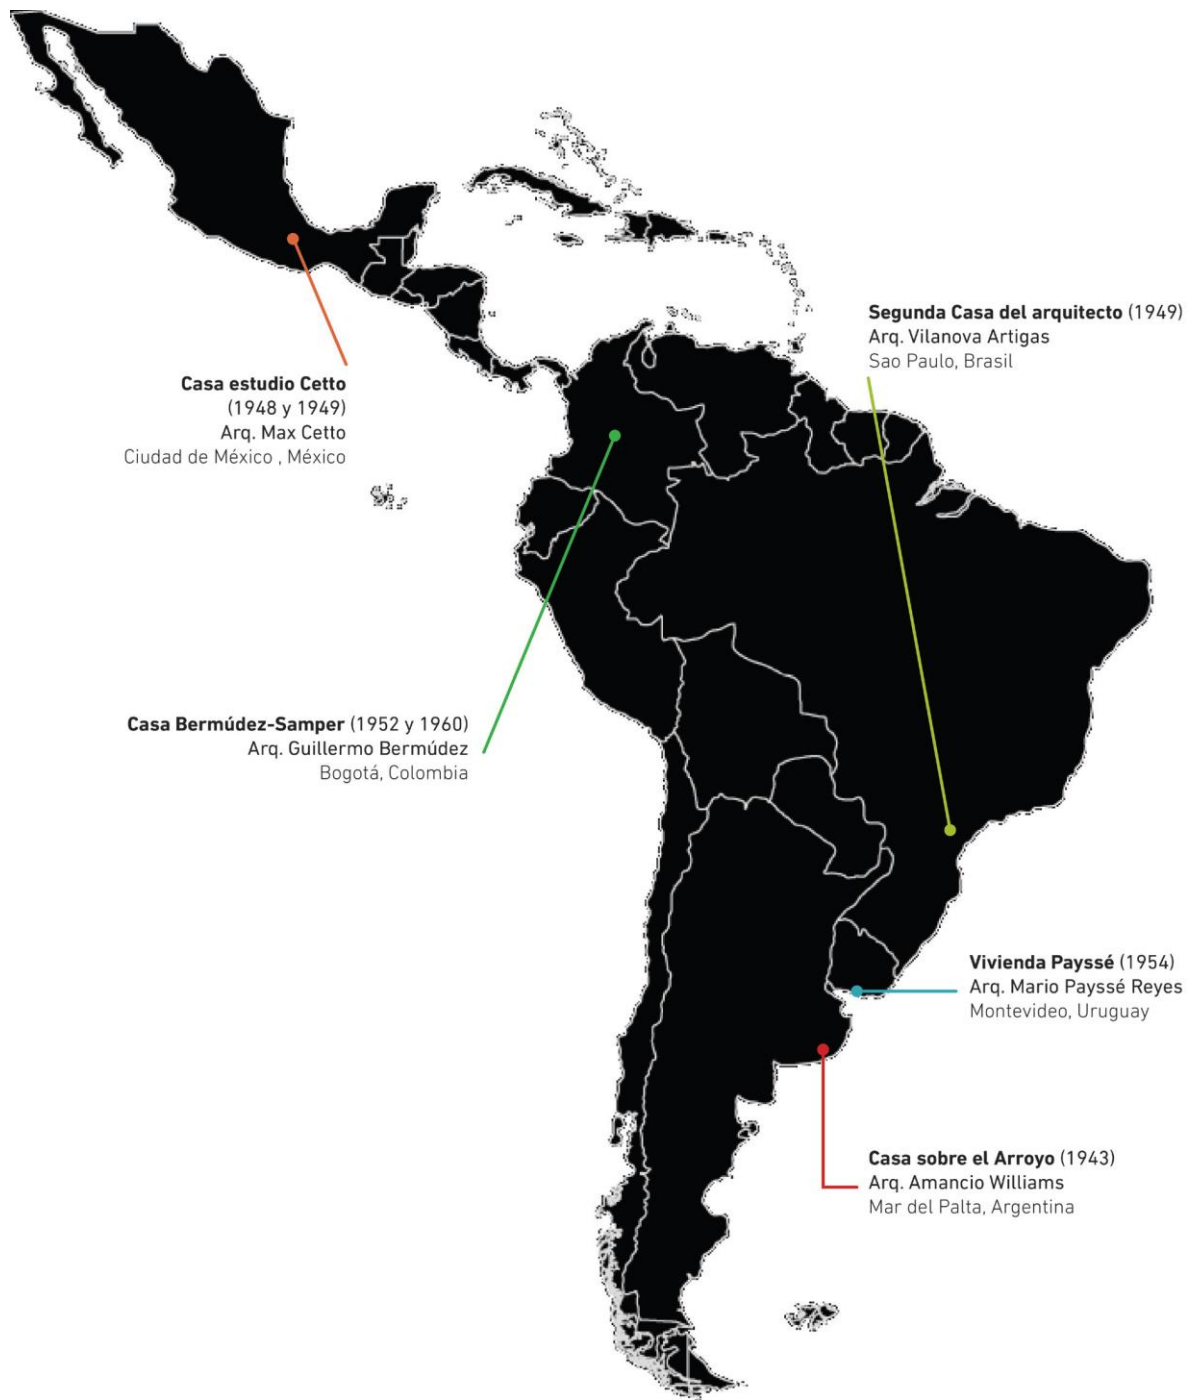 Segunda Casa del arquitecto (1949)
Arq. Vilanova Artigas
Sao Paulo, Brasil
Casa estudio Cetto
(1948 y 1949)
Arq. Max Cetto
Ciudad de México , México
Casa Bermúdez-Samper (1952 y 1960)
Arq. Guillermo Bermúdez
Bogotá, Colombia
Vivienda Payssé (1954)
Arq. Mario Payssé Reyes
Montevideo, Uruguay
Casa sobre el Arroyo (1943)
Arq. Amancio Williams
Mar del Palta, Argentina